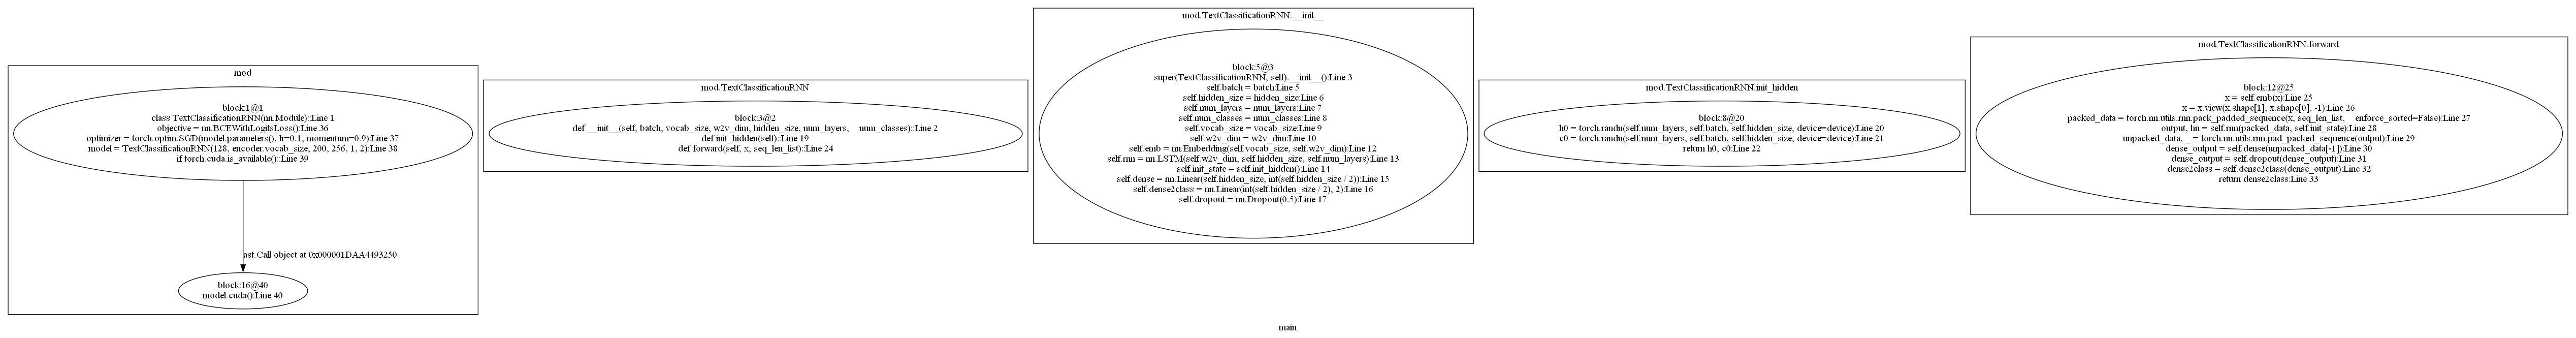 mod
block:1@1
class TextClassificationRNN(nn.Module):Line 1
objective = nn.BCEWithLogitsLoss():Line 36
optimizer = torch.optim.SGD(model.parameters(), lr=0.1, momentum=0.9):Line 37
model = TextClassificationRNN(128, encoder.vocab_size, 200, 256, 1, 2):Line 38
if torch.cuda.is_available()::Line 39
ast.Call object at 0x000001DAA4493250
block:16@40
model.cuda():Line 40
mod.TextClassificationRNN
block:3@2
def __init__(self, batch, vocab_size, w2v_dim, hidden_size, num_layers, num_classes)::Line 2
def init_hidden(self)::Line 19
def forward(self, x, seq_len_list)::Line 24
mod.TextClassificationRNN.__init__
block:5@3
super(TextClassificationRNN, self).__init__():Line 3
self.batch = batch:Line 5
self.hidden_size = hidden_size:Line 6
self.num_layers = num_layers:Line 7
self.num_classes = num_classes:Line 8
self.vocab_size = vocab_size:Line 9
self.w2v_dim = w2v_dim:Line 10
self.emb = nn.Embedding(self.vocab_size, self.w2v_dim):Line 12
self.rnn = nn.LSTM(self.w2v_dim, self.hidden_size, self.num_layers):Line 13
self.init_state = self.init_hidden():Line 14
self.dense = nn.Linear(self.hidden_size, int(self.hidden_size / 2)):Line 15
self.dense2class = nn.Linear(int(self.hidden_size / 2), 2):Line 16
self.dropout = nn.Dropout(0.5):Line 17
mod.TextClassificationRNN.init_hidden
block:8@20
h0 = torch.randn(self.num_layers, self.batch, self.hidden_size, device=device):Line 20
c0 = torch.randn(self.num_layers, self.batch, self.hidden_size, device=device):Line 21
return h0, c0:Line 22
mod.TextClassificationRNN.forward
block:12@25
x = self.emb(x):Line 25
x = x.view(x.shape[1], x.shape[0], -1):Line 26
packed_data = torch.nn.utils.rnn.pack_padded_sequence(x, seq_len_list, enforce_sorted=False):Line 27
output, hn = self.rnn(packed_data, self.init_state):Line 28
unpacked_data, _ = torch.nn.utils.rnn.pad_packed_sequence(output):Line 29
dense_output = self.dense(unpacked_data[-1]):Line 30
dense_output = self.dropout(dense_output):Line 31
dense2class = self.dense2class(dense_output):Line 32
return dense2class:Line 33
main